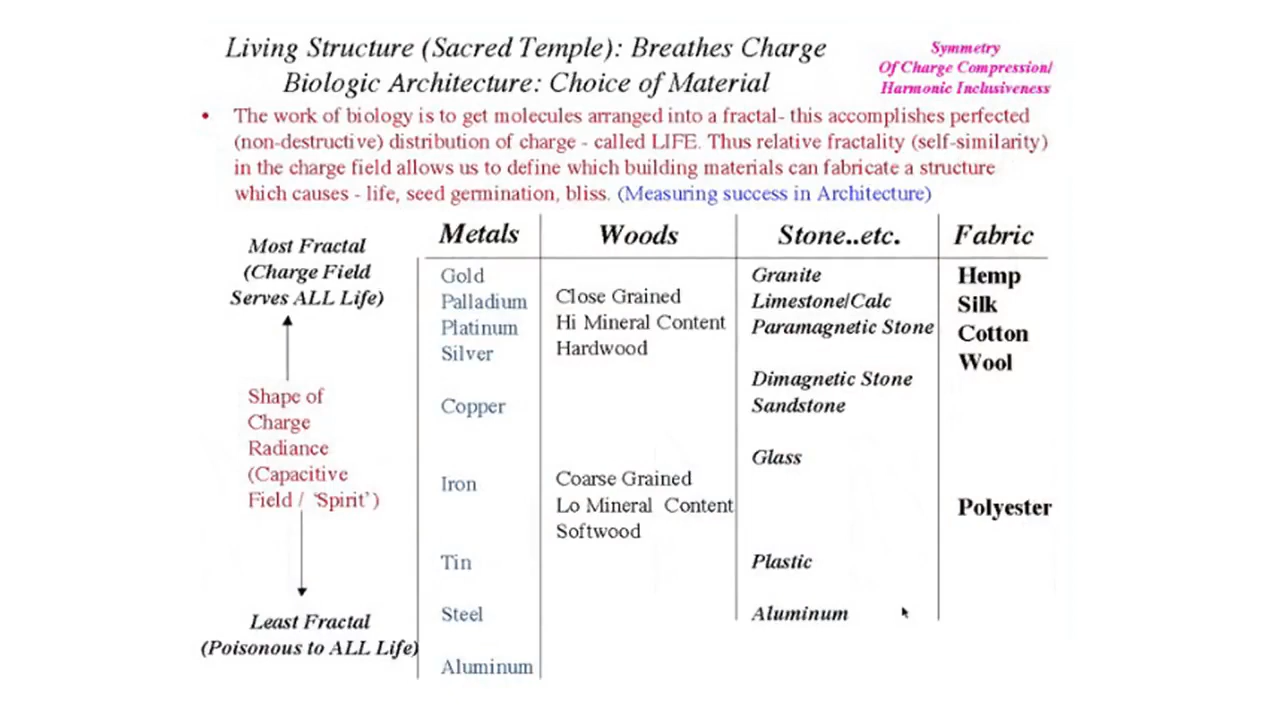 Living Structure (Sacred Temple): Breathes Charge
Biologic Architecture: Choice of Material
Symmetry
Of Charge Compression/
Harmonic Inclusiveness
• The work of biology is to get molecules arranged into a fractal- this accomplishes perfected
(non-destructive) distribution of charge - called LIFE. Thus relative fractality (self-similarity)
in the charge field allows us to define which building materials can fabricate a structure
which causes - life, seed germination, bliss. (Measuring success in Architecture)
Most Fractal
(Charge Field
Serves ALL Life)
Shape of
Charge
Radiance
(Capacitive
Field / 'Spirit')
Least Fractal
(Poisonous to ALL Life)
Metals
Gold
Palladium
Platinum
Silver
Copper
Iron
Tin
Steel
Aluminum
Woods
Close Grained
Hi Mineral Content
Hardwood
Coarse Grained
Lo Mineral Content
Softwood
Stone..etc.
Granite
Limestone/Calc
Paramagnetic Stone
Dimagnetic Stone
Sandstone
Glass
Plastic
Aluminum
Fabric
Hemp
Silk
Cotton
Wool
Polyester